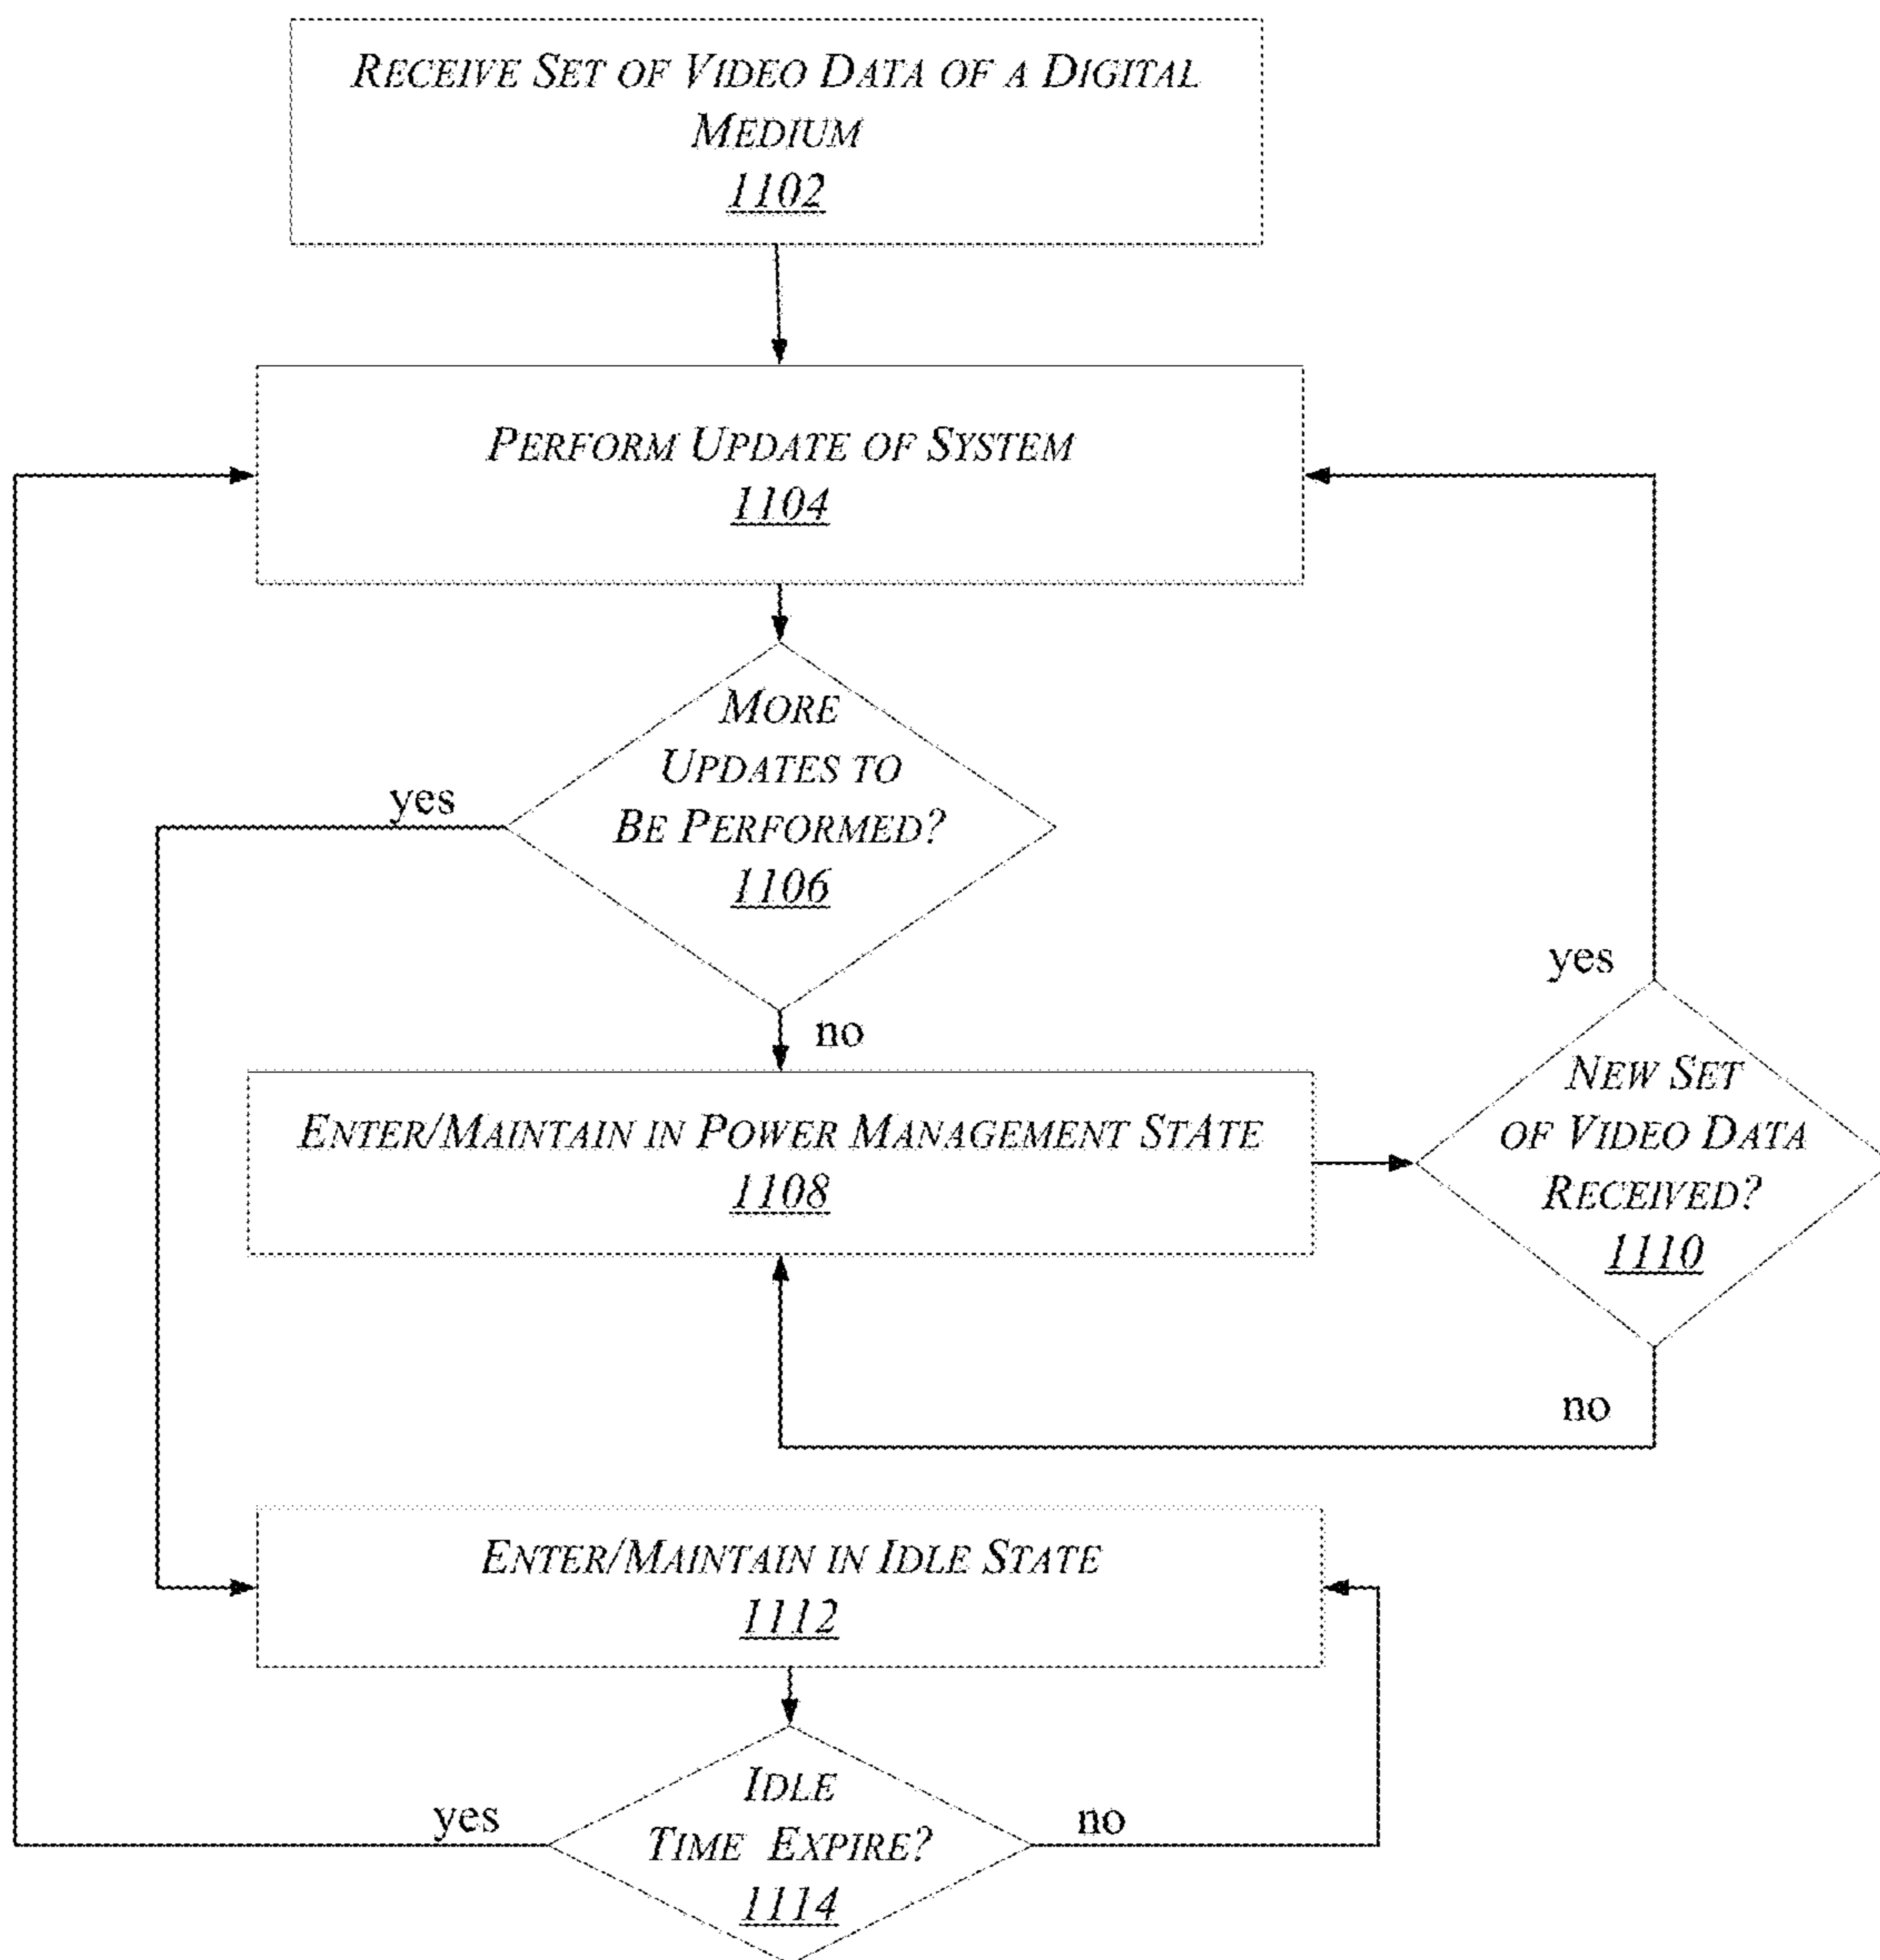 RECEIVE SET OF VIDEO DATA OF A DIGITAL
MEDIUM
1102
PERFORM UPDATE OF SYSTEM
1104
MORE
UPDATES TO
BE PERFORMED?
1106
yes
no
ENTER/MAINTAIN IN POWER MANAGEMENT STATE
1108
yes
NEW SET
OF VIDEO DATA
RECEIVED?
1110
no
ENTER/MAINTAIN IN IDLE STATE
1112
IDLE
TIME EXPIRE?
1114
yes
no